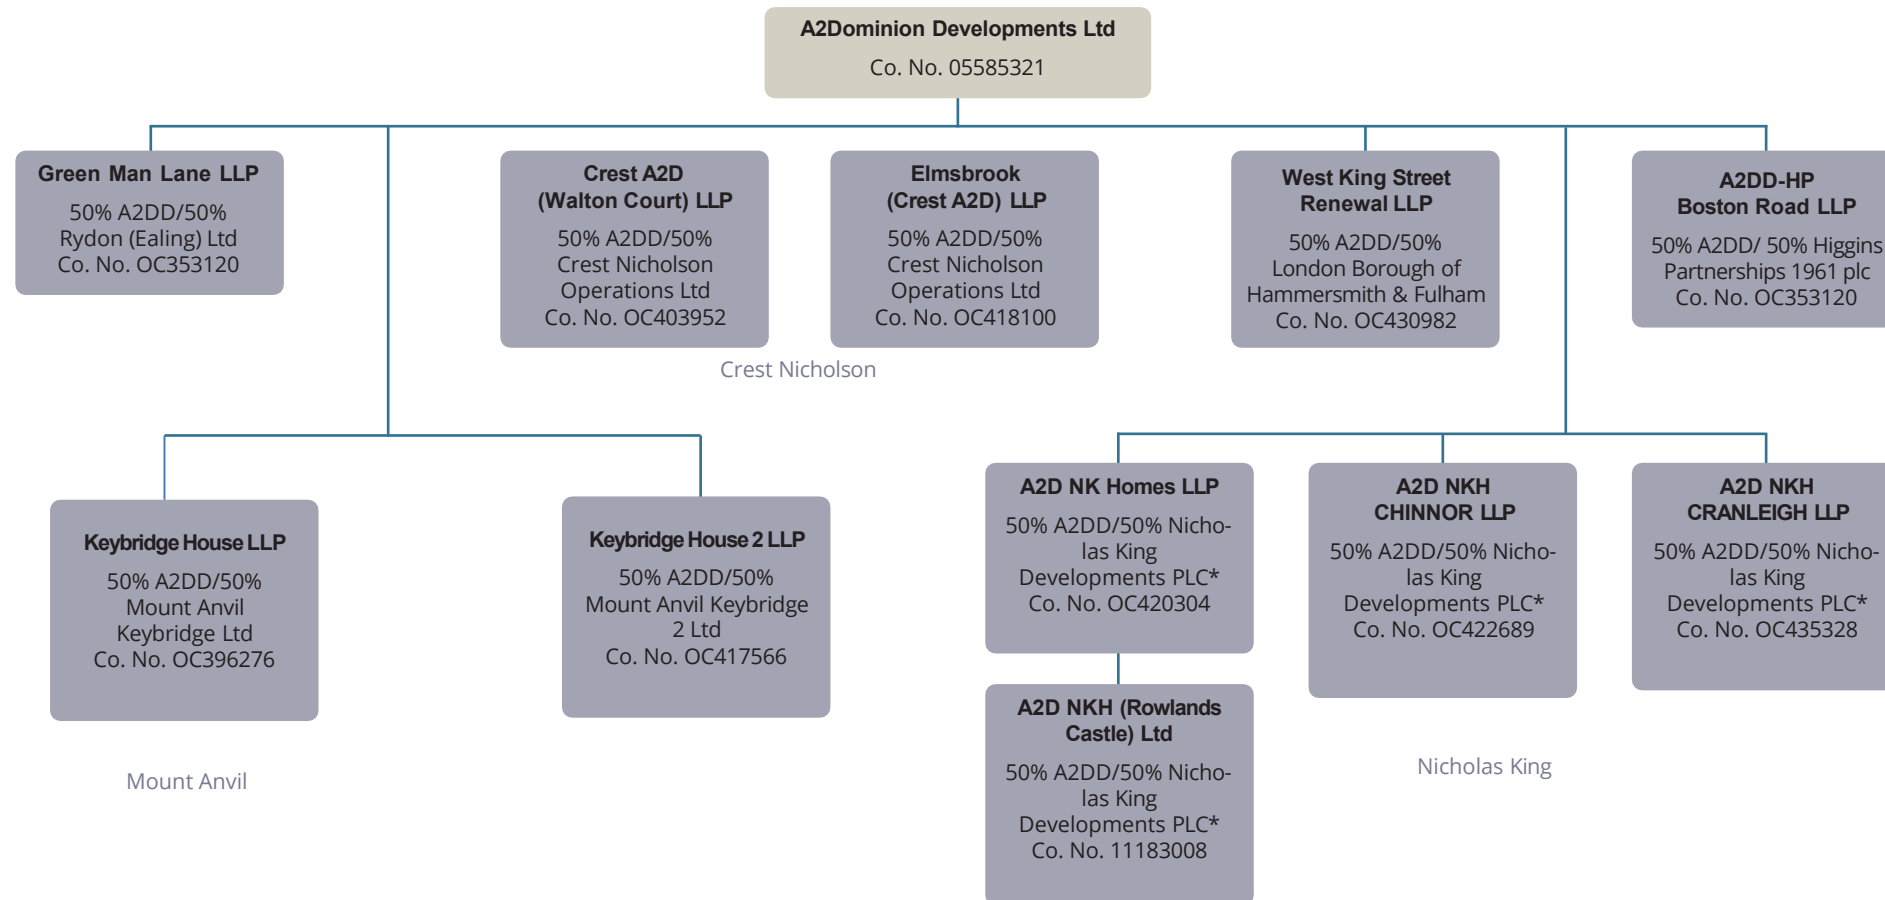 A2Dominion Developments Ltd
Co. No. 05585321
Green Man Lane LLP
50% A2DD/50%
Rydon (Ealing) Ltd
Co. No. OC353120
Crest A2D
(Walton Court) LLP
50% A2DD/50%
Crest Nicholson
Operations Ltd
Co. No. OC403952
Elmsbrook
(Crest A2D) LLP
50% A2DD/50%
Crest Nicholson
Operations Ltd
Co. No. OC418100
West King Street
Renewal LLP
50% A2DD/50%
London Borough of
Hammersmith & Fulham
Co. No. OC430982
A2DD-HP
Boston Road LLP
50% A2DD/ 50% Higgins
Partnerships 1961 plc
Co. No. OC353120
Crest Nicholson
Keybridge House LLP
50% A2DD/50%
Mount Anvil
Keybridge Ltd
Co. No. OC396276
Keybridge House 2 LLP
50% A2DD/50%
Mount Anvil Keybridge
2 Ltd
Co. No. OC417566
A2D NK Homes LLP
50% A2DD/50% Nicho-
las King
Developments PLC*
Co. No. OC420304
A2D NKH
CHINNOR LLP
50% A2DD/50% Nicho-
las King
Developments PLC*
Co. No. OC422689
A2D NKH
CRANLEIGH LLP
50% A2DD/50% Nicho-
las King
Developments PLC*
Co. No. OC435328
A2D NKH (Rowlands
Castle) Ltd
50% A2DD/50% Nicho-
las King
Developments PLC*
Co. No. 11183008
Mount Anvil
Nicholas King